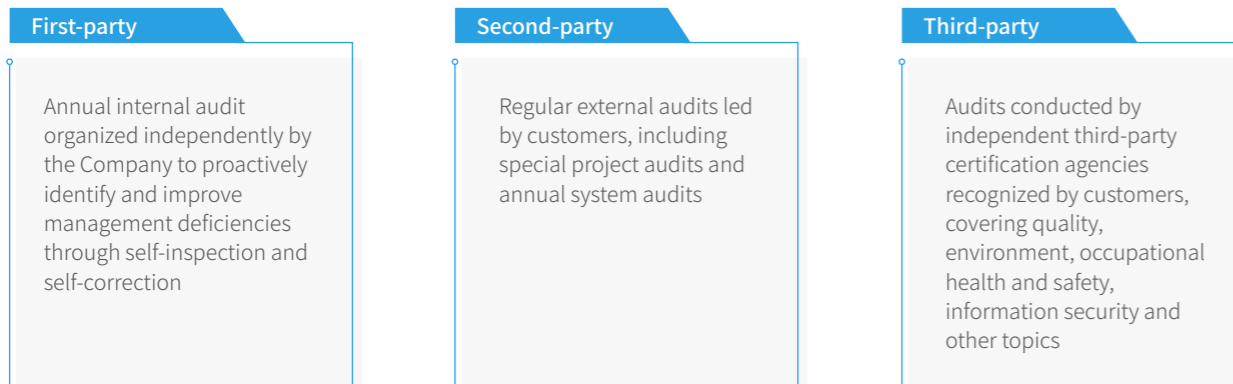 First-party
Annual internal audit
organized independently by
the Company to proactively
identify and improve
management deficiencies
through self-inspection and
self-correction
Second-party
Regular external audits led
by customers, including
special project audits and
annual system audits
Third-party
Audits conducted by
independent third-party
certification agencies
recognized by customers,
covering quality,
environment, occupational
health and safety,
information security and
other topics